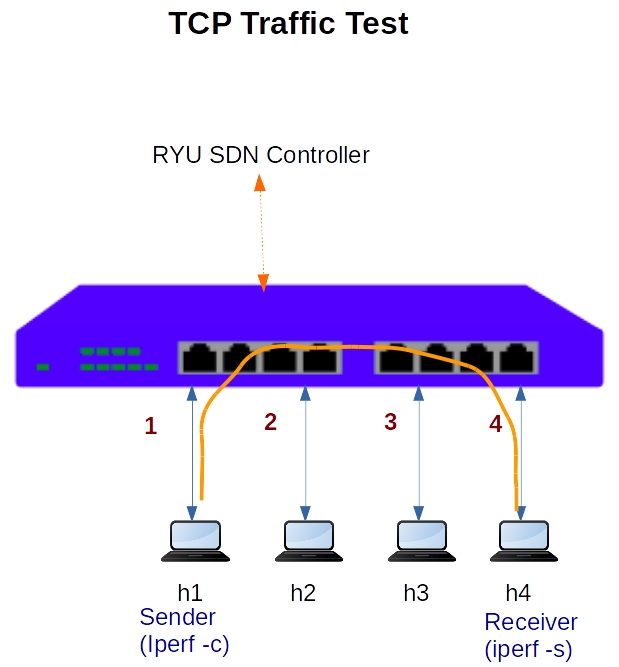 TCP Traffic Test
RYU SDN Controller
1
2
3
4
h1
h2
h3
h4
Sender
(Iperf -c)
Receiver
(iperf -s)